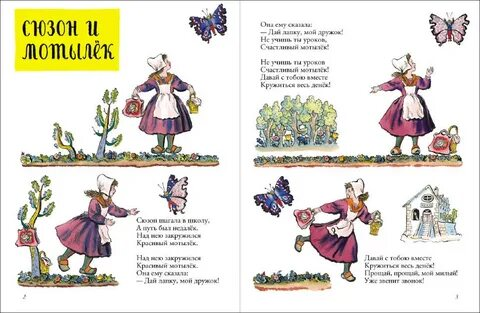 СЮЗОН И
МОТЫЛЁК
Сюзон шагала в школу,
А путь был недалёк.
Над нею закружился
Красивый мотылёк.
Над нею закружился
Красивый мотылёк.
Она ему сказала:
— Дай лапку, мой дружок!
2
Она ему сказала:
— Дай лапку, мой дружок!
Не учишь ты уроков,
Счастливый мотылёк!
Не учишь ты уроков,
Счастливый мотылёк!
Давай с тобою вместе
Кружиться весь денёк!
Давай с тобою вместе
Кружиться весь денёк!
Прощай, прощай, мой милый!
Уже звенит звонок!
3